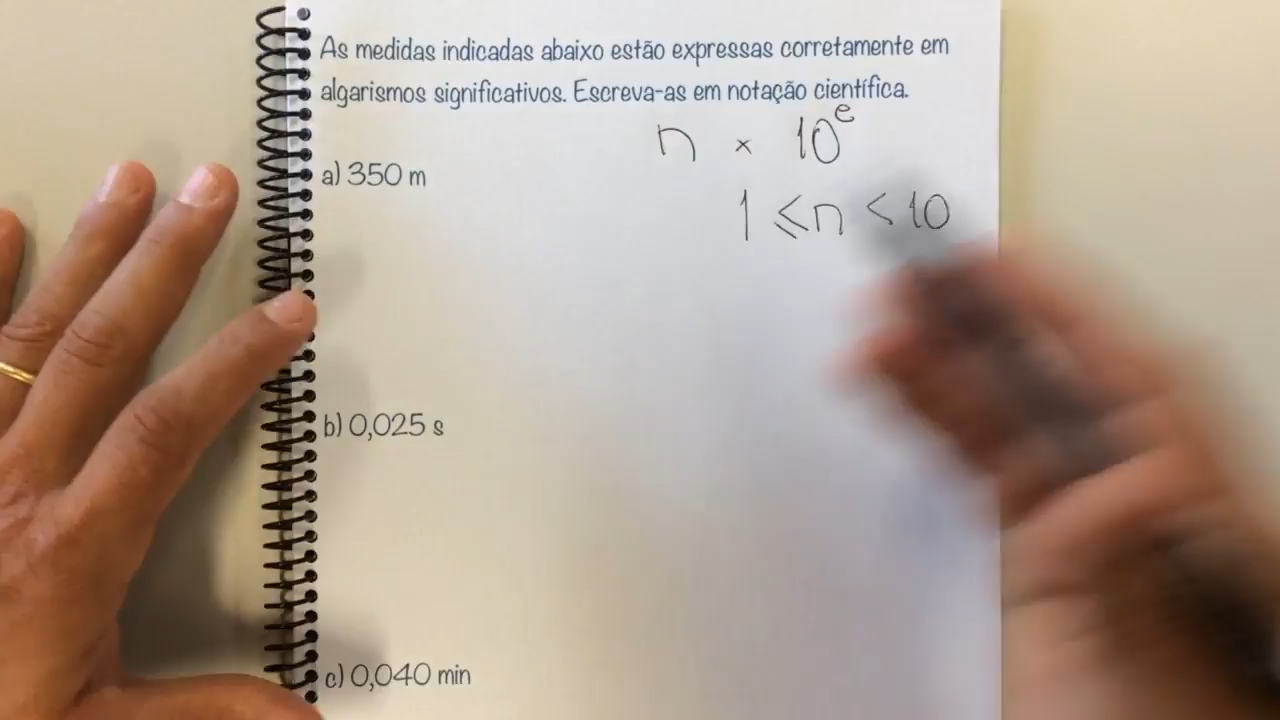 As medidas indicadas abaixo estão expressas corretamente em
algarismos significativos. Escreva-as em notação científica.
n × 10^e
a) 350 m
1 ≤ n < 10
b) 0,025 s
c) 0,040 min